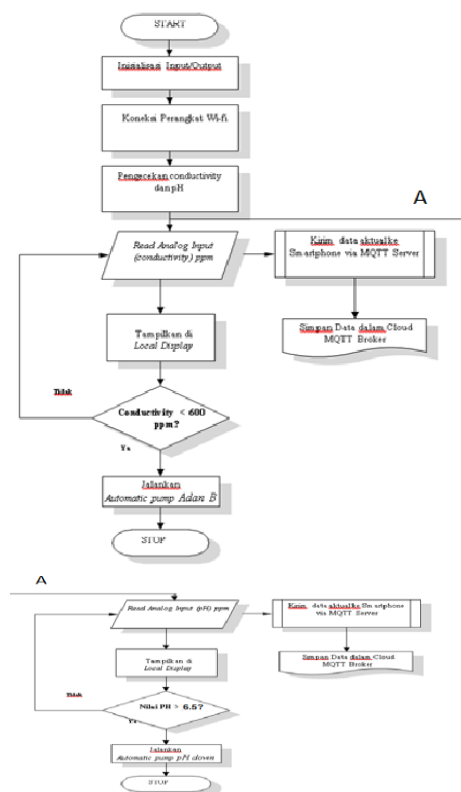 START
Inisialisasi Input/Output
Koneksi Perangkat Wi-fi.
Pengecekan conductivity
dan pH
A
Read Analog Input
(conductivity) ppm
Kirim data aktual ke
Smartphone via MQTT Server
Tampilkan di
Local Display
Simpan Data dalam Cloud
MQTT Broker
Tidak
Conductivity < 600
ppm?
Ya
Jalankan
Automatic pump A dan B
STOP
A
Read Analog Input (pH) ppm
Kirim data aktual ke Smartphone
via MQTT Server
Tampilkan di
Local Display
Simpan Data dalam Cloud
MQTT Broker
Tidak
Nilai PH > 6.5?
Ya
Jalankan
Automatic pump pH down
STOP